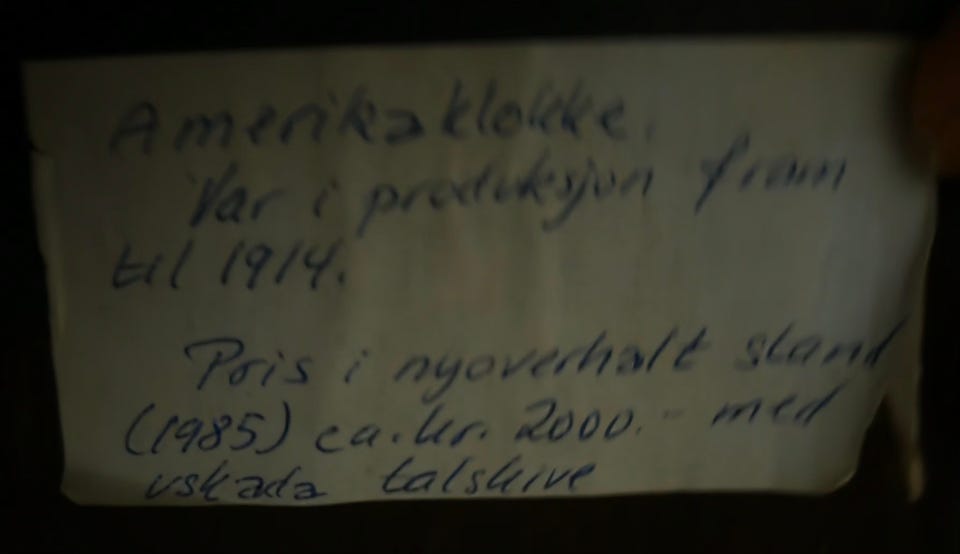 Amerikaklokke.
Var i produksjon fram
til 1914.
Pris i nyoverhalt stand
(1985) ca. kr. 2000.- med
uskada talskive